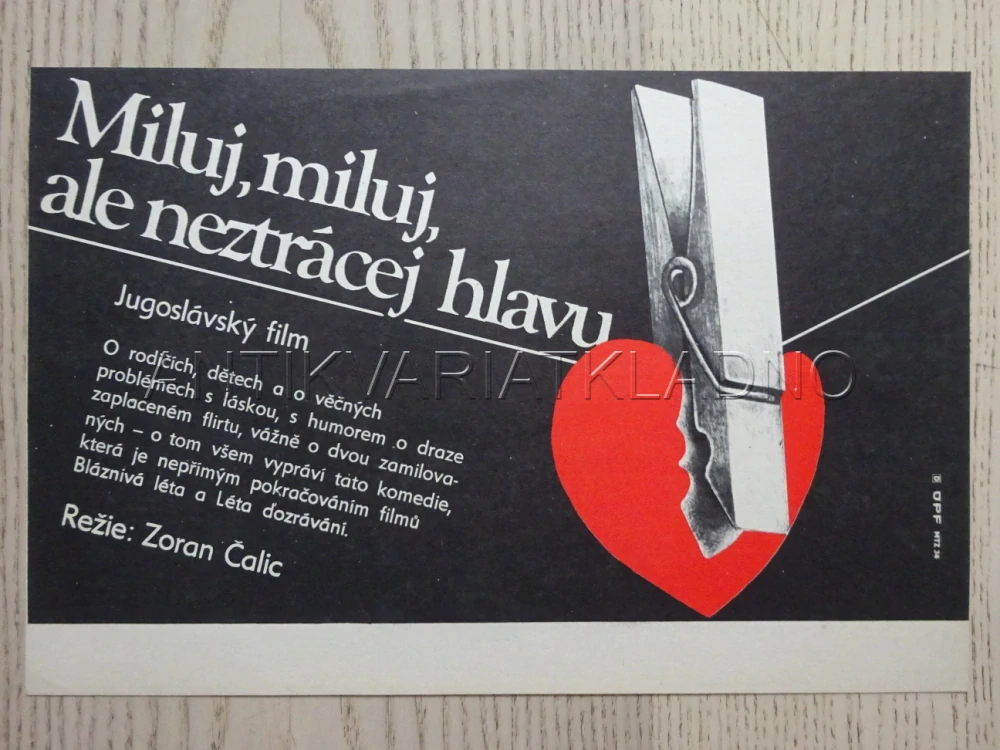 Miluj, miluj,
ale neztrácej hlavu
Jugoslávský film
O rodičích, dětech a o věčných
problémech s láskou, s humorem o draze
zaplaceném flirtu, vážně o dvou zamilova-
ných – o tom všem vypráví tato komedie,
která je nepřímým pokračováním filmů
Bláznivá léta a Léta dozrávání.
Režie: Zoran Čalic
ANTIKVARIATKLADNO
ÚPF MTZ 36